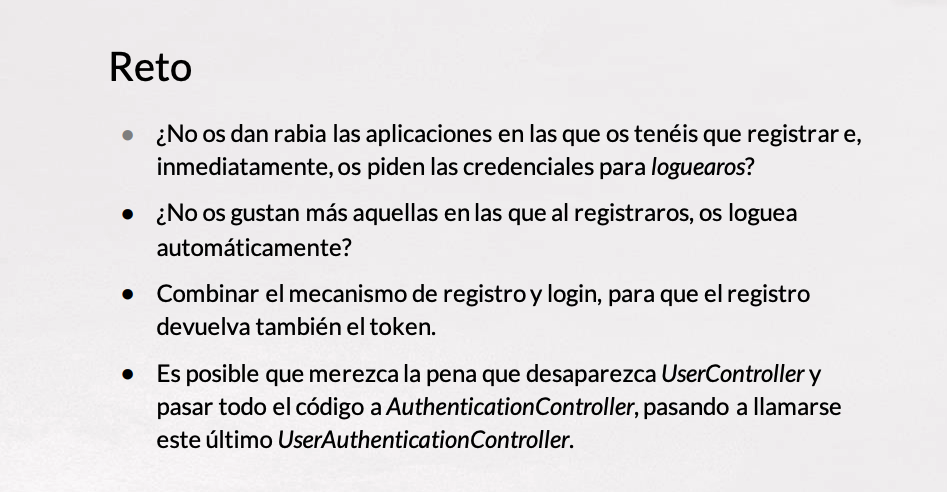 Reto
● ¿No os dan rabia las aplicaciones en las que os tenéis que registrar e,
inmediatamente, os piden las credenciales para loguearos?
● ¿No os gustan más aquellas en las que al registraros, os loguea
automáticamente?
● Combinar el mecanismo de registro y login, para que el registro
devuelva también el token.
● Es posible que merezca la pena que desaparezca UserController y
pasar todo el código a AuthenticationController, pasando a llamarse
este último UserAuthenticationController.